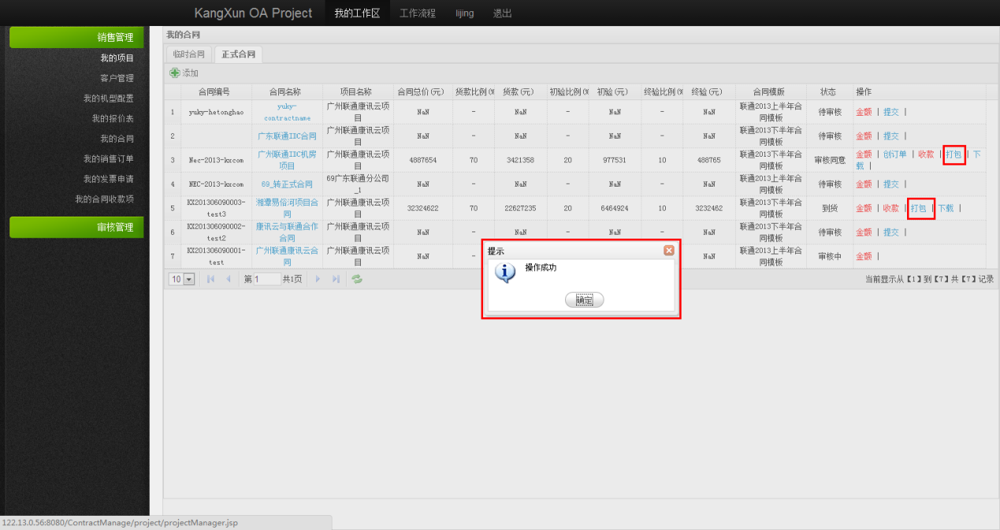 KangXun OA Project 我的工作区 工作流程 lijing 退出
销售管理
我的项目
客户管理
我的机型配置
我的报价表
我的合同
我的销售订单
我的发票申请
我的合同收款项
审核管理
我的合同
临时合同 正式合同
添加
合同编号 合同名称 项目名称 合同总价(元) 货款比例(% 货款(元) 初验比例(% 初验(元) 终验比例(% 终验(元) 合同模版 状态 操作
1 yuky-hetonghao yuky-contractname 广州联通康讯云项目 NaN - NaN - NaN - NaN 联通2013上半年合同模板 待审核 金额 | 提交 |
2 广东联通IDC合同 广州联通康讯云项目 NaN - NaN - NaN - NaN 联通2013下半年合同模板 待审核 金额 | 提交 |
3 Nec-2013-kxcom 广州联通IDC机房项目 广州联通康讯云项目 4887654 70 3421358 20 977531 10 488765 联通2013下半年合同模板 审核同意 金额 | 创订单 | 收款 | 打包 | 下载 |
4 NEC-2013-kxcom 69_转正式合同 69广东联通分公司_1 NaN - NaN - NaN - NaN 联通2013上半年合同模板 待审核 金额 | 提交 |
5 KX201306090003-test3 湘潭易俗河项目合同 广州联通康讯云项目 32324622 70 22627235 20 6464924 10 3232462 联通2013下半年合同模板 到货 金额 | 收款 | 打包 | 下载 |
6 KX201306090002-test2 康讯云与联通合作合同 广州联通康讯云项目 NaN - NaN - NaN - NaN 联通2013下半年合同模板 待审核 金额 | 提交 |
7 KX201306090001-test 广州联通康讯云合同 广州联通康讯云项目 NaN - NaN 联通2013上半年合同模板 审核中 金额 |
10 第 1 共1页 当前显示从【1】到【7】共【7】记录
提示
操作成功
确定
122.13.0.56:8080/ContractManage/project/projectManager.jsp